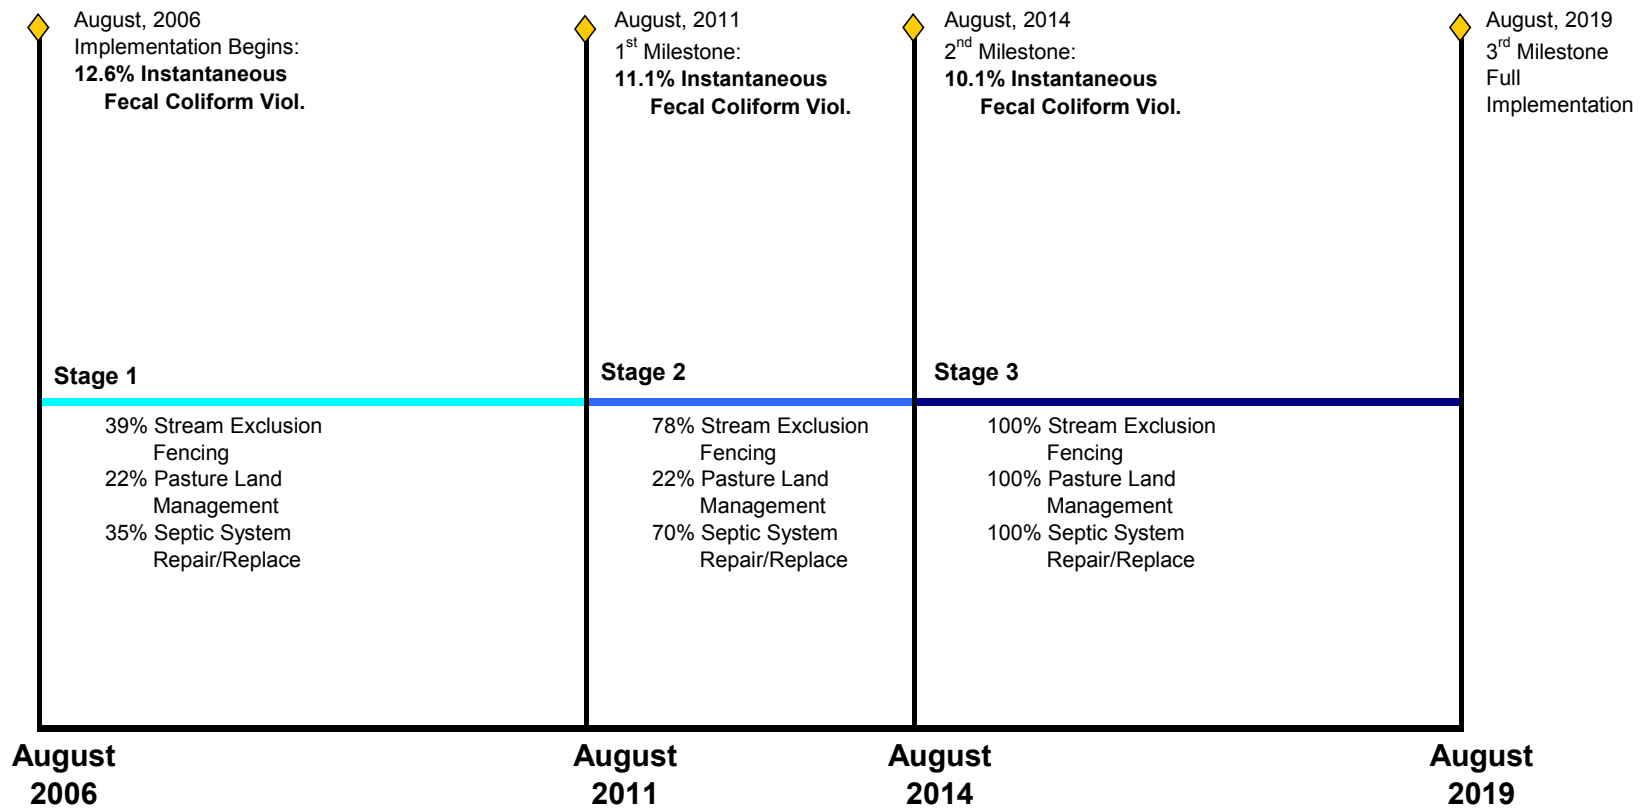 August, 2006
Implementation Begins:
12.6% Instantaneous
Fecal Coliform Viol.
August, 2011
1st Milestone:
11.1% Instantaneous
Fecal Coliform Viol.
August, 2014
2nd Milestone:
10.1% Instantaneous
Fecal Coliform Viol.
August, 2019
3rd Milestone
Full
Implementation
Stage 1
39% Stream Exclusion
Fencing
22% Pasture Land
Management
35% Septic System
Repair/Replace
Stage 2
78% Stream Exclusion
Fencing
22% Pasture Land
Management
70% Septic System
Repair/Replace
Stage 3
100% Stream Exclusion
Fencing
100% Pasture Land
Management
100% Septic System
Repair/Replace
August
2006
August
2011
August
2014
August
2019